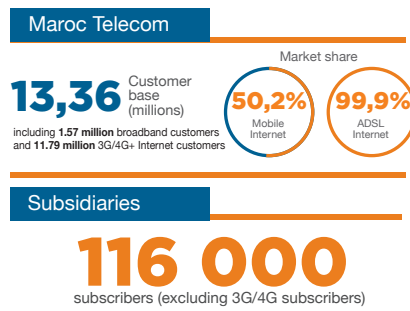 Maroc Telecom
13,36
Customer
base
(millions)
including 1.57 million broadband customers
and 11.79 million 3G/4G+ Internet customers
Market share
50,2%
Mobile
Internet
99,9%
ADSL
Internet
Subsidiaries
116 000
subscribers (excluding 3G/4G subscribers)